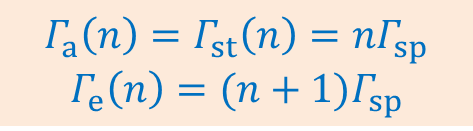 Γₐ(n) = Γₛₜ(n) = nΓₛₚ
Γₑ(n) = (n + 1)Γₛₚ